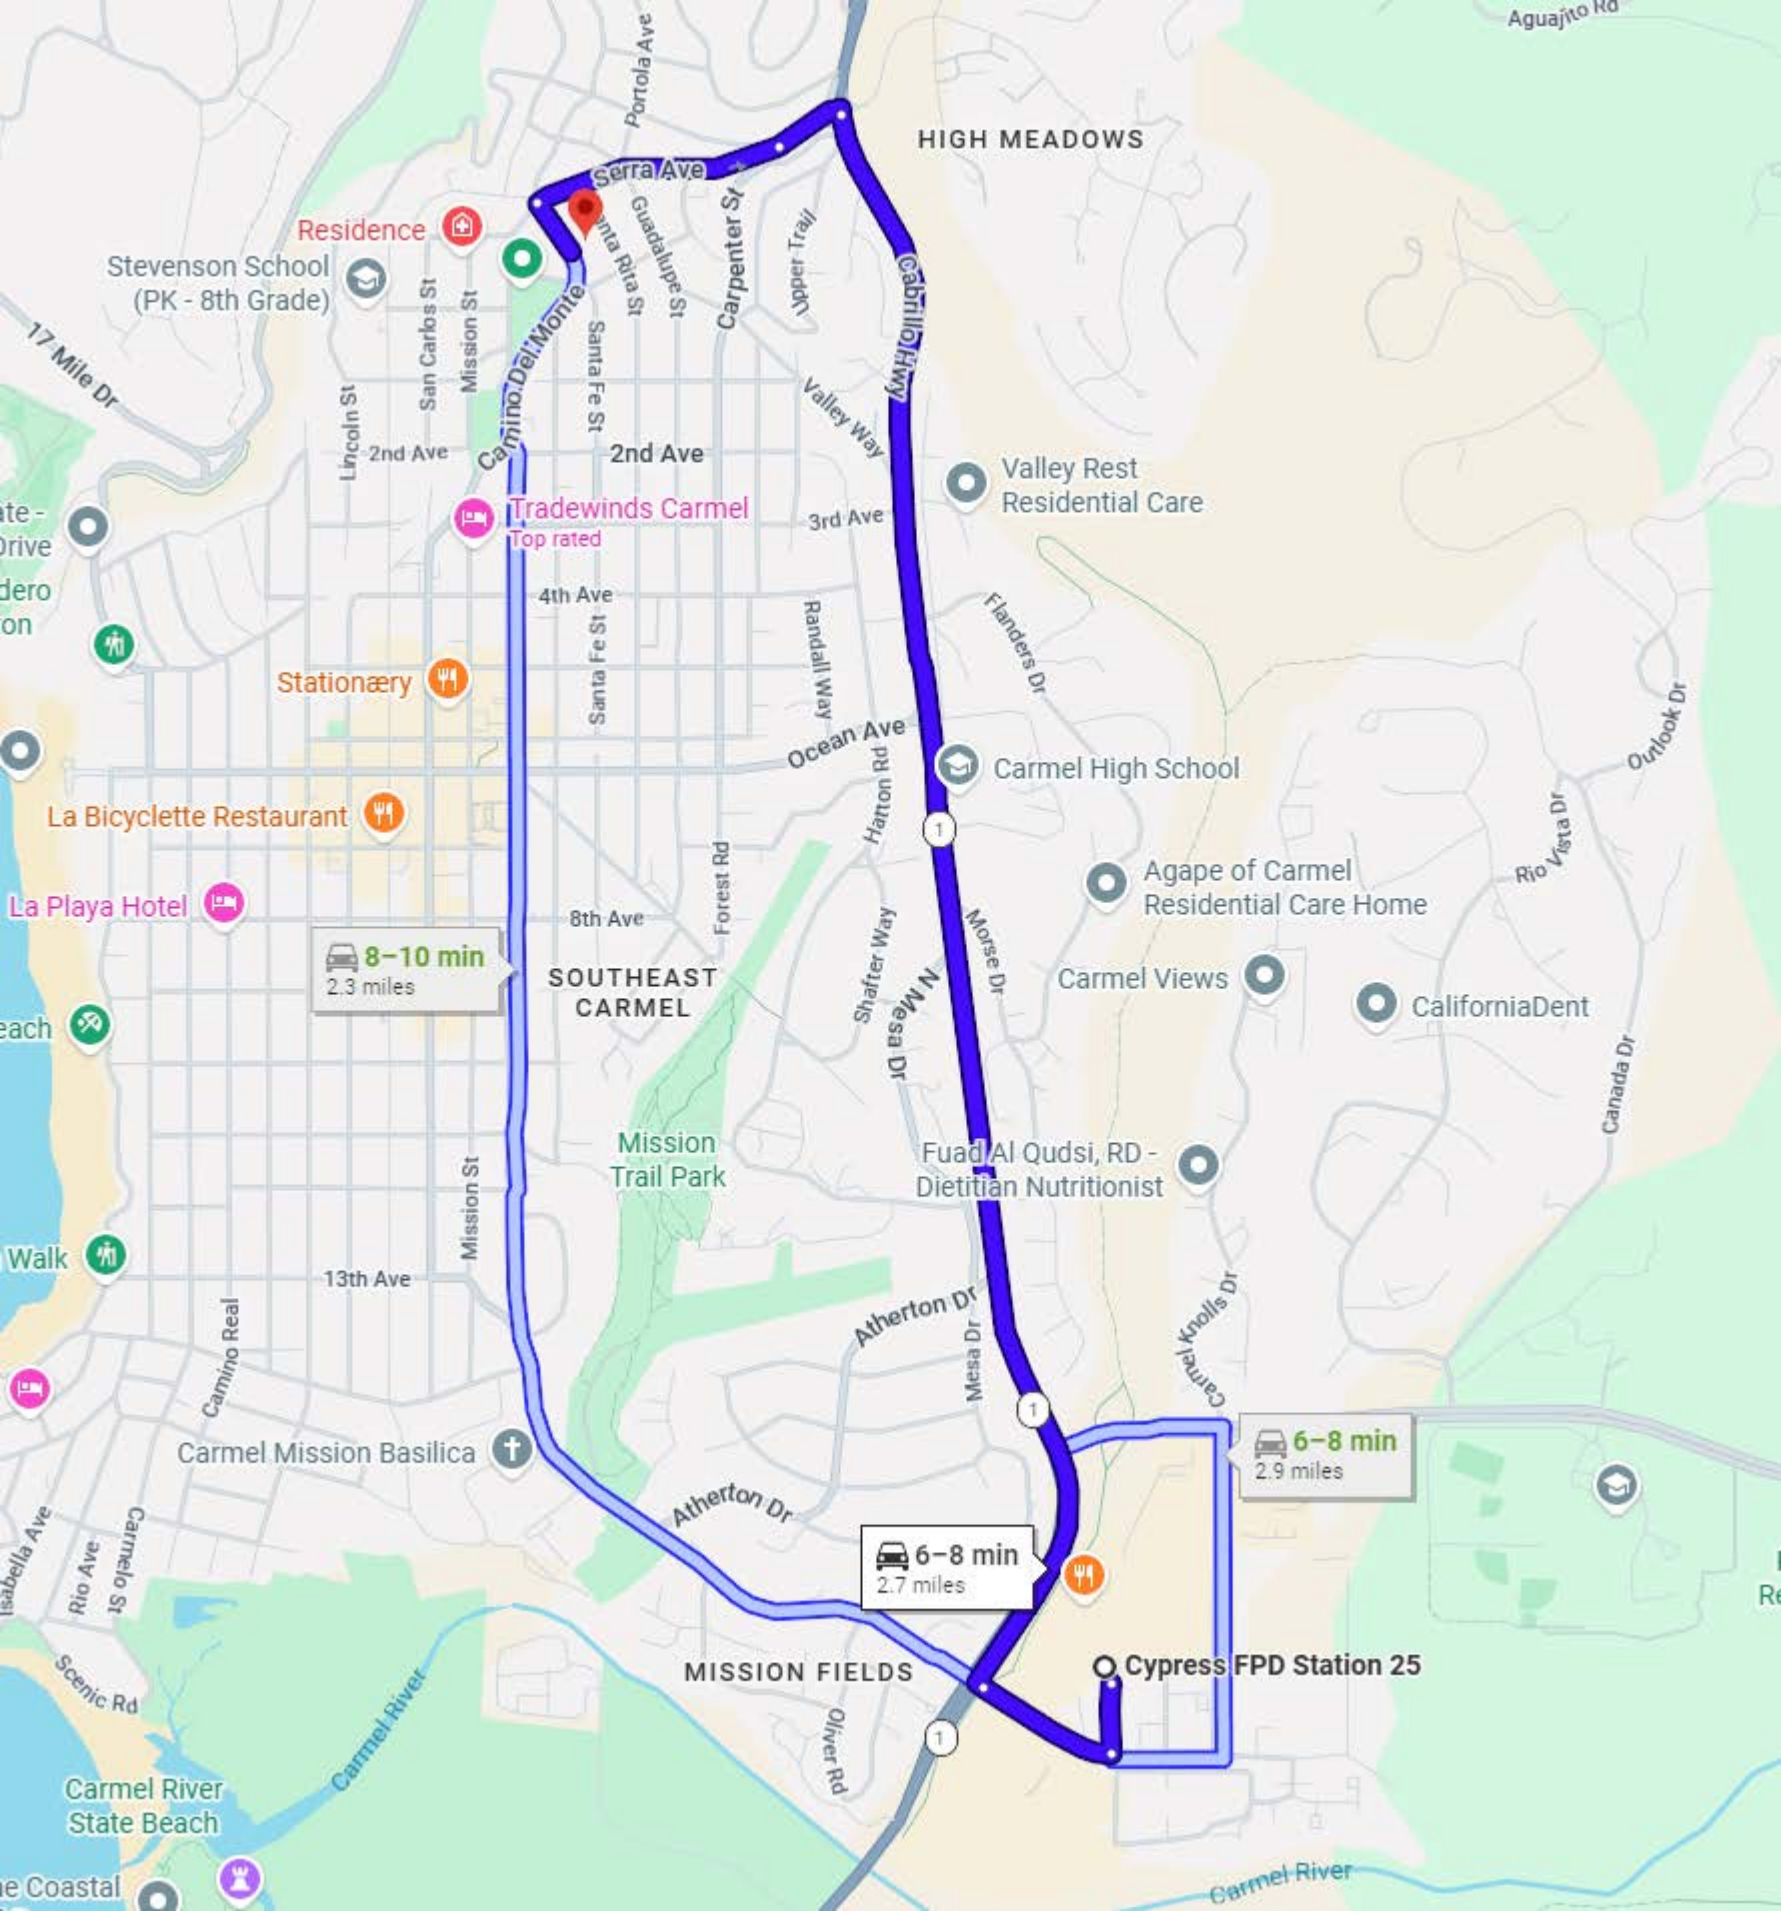 Aguajito Rd
Portola Ave
HIGH MEADOWS
Serra Ave
Residence
Stevenson School
(PK - 8th Grade)
Guadalupe St
Carpenter St
Upper Trail
Cabrillo Hwy
San Carlos St
Mission St
Camino Del Monte
Santa Fe St
17 Mile Dr
Lincoln St
2nd Ave
2nd Ave
Valley Way
Valley Rest
Residential Care
Tradewinds Carmel
Top rated
3rd Ave
Drive
4th Ave
Randall Way
Flanders Dr
Santa Fe St
Stationæry
Ocean Ave
Hatton Rd
Carmel High School
Outlook Dr
La Bicyclette Restaurant
1
Rio Vista Dr
Forest Rd
Agape of Carmel
Residential Care Home
La Playa Hotel
8th Ave
Shafter Way
Morse Dr
8–10 min
2.3 miles
SOUTHEAST
CARMEL
N Mesa Dr
Carmel Views
CaliforniaDent
Canada Dr
Mission
Trail Park
Fuad Al Qudsi, RD -
Dietitian Nutritionist
Mission St
Walk
13th Ave
Atherton Dr
Mesa Dr
Carmel Knolls Dr
Camino Real
1
Carmel Mission Basilica
6–8 min
2.9 miles
Atherton Dr
Isabella Ave
Rio Ave
Carmelo St
6–8 min
2.7 miles
Cypress FPD Station 25
MISSION FIELDS
Scenic Rd
Carmel River
Oliver Rd
1
Carmel River
State Beach
Carmel River
Coastal